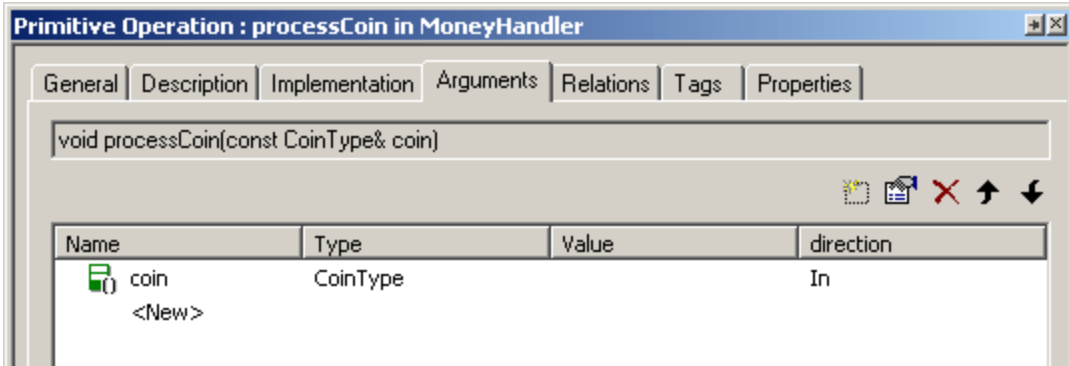 Primitive Operation : processCoin in MoneyHandler
General Description Implementation Arguments Relations Tags Properties
void processCoin(const CoinType& coin)
Name Type Value direction
coin CoinType In
<New>